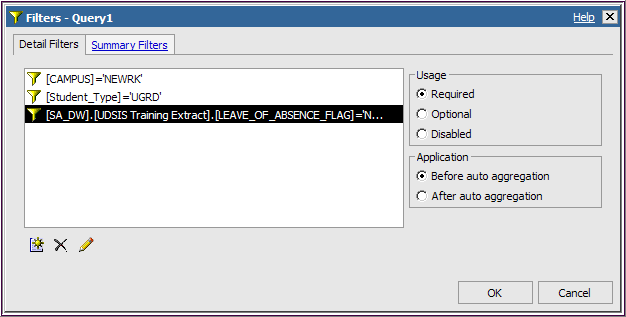 Filters - Query1
Help
Detail Filters
Summary Filters
[CAMPUS]='NEWRK'
[Student_Type]='UGRD'
[SA_DW].[UDSIS Training Extract].[LEAVE_OF_ABSENCE_FLAG]='N...
Usage
Required
Optional
Disabled
Application
Before auto aggregation
After auto aggregation
OK
Cancel